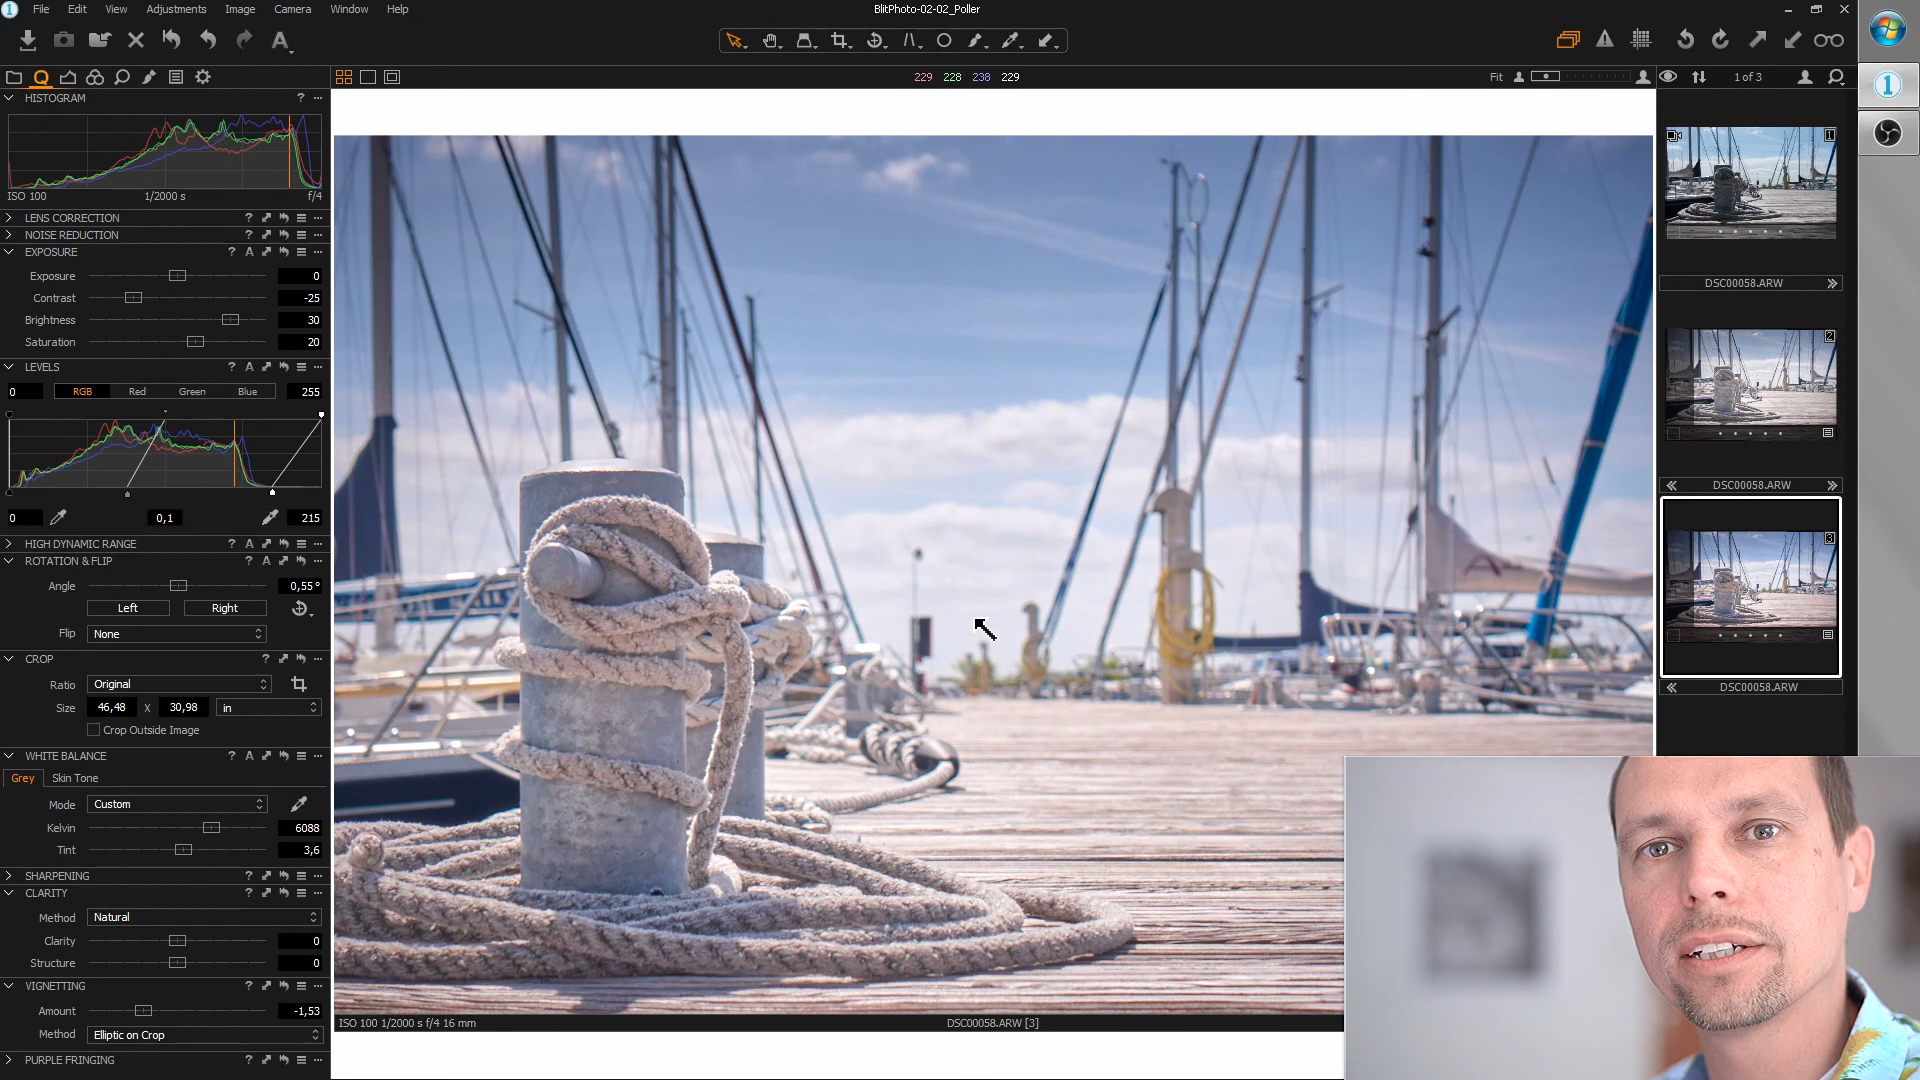 BlitPhoto-02-02_Poller
File Edit View Adjustments Image Camera Window Help
229 228 238 229
Fit
1 of 3
HISTOGRAM
ISO 100 1/2000 s f/4
LENS CORRECTION
NOISE REDUCTION
EXPOSURE
Exposure 0
Contrast -25
Brightness 30
Saturation 20
LEVELS
0 RGB Red Green Blue 255
0 0,1 215
HIGH DYNAMIC RANGE
ROTATION & FLIP
Angle 0,55°
Left Right
Flip None
CROP
Ratio Original
Size 46,48 X 30,98 in
Crop Outside Image
WHITE BALANCE
Grey Skin Tone
Mode Custom
Kelvin 6088
Tint 3,6
SHARPENING
CLARITY
Method Natural
Clarity 0
Structure 0
VIGNETTING
Amount -1,53
Method Elliptic on Crop
PURPLE FRINGING
ISO 100 1/2000 s f/4 16 mm
DSC00058.ARW [3]
1
DSC00058.ARW
2
DSC00058.ARW
3
DSC00058.ARW